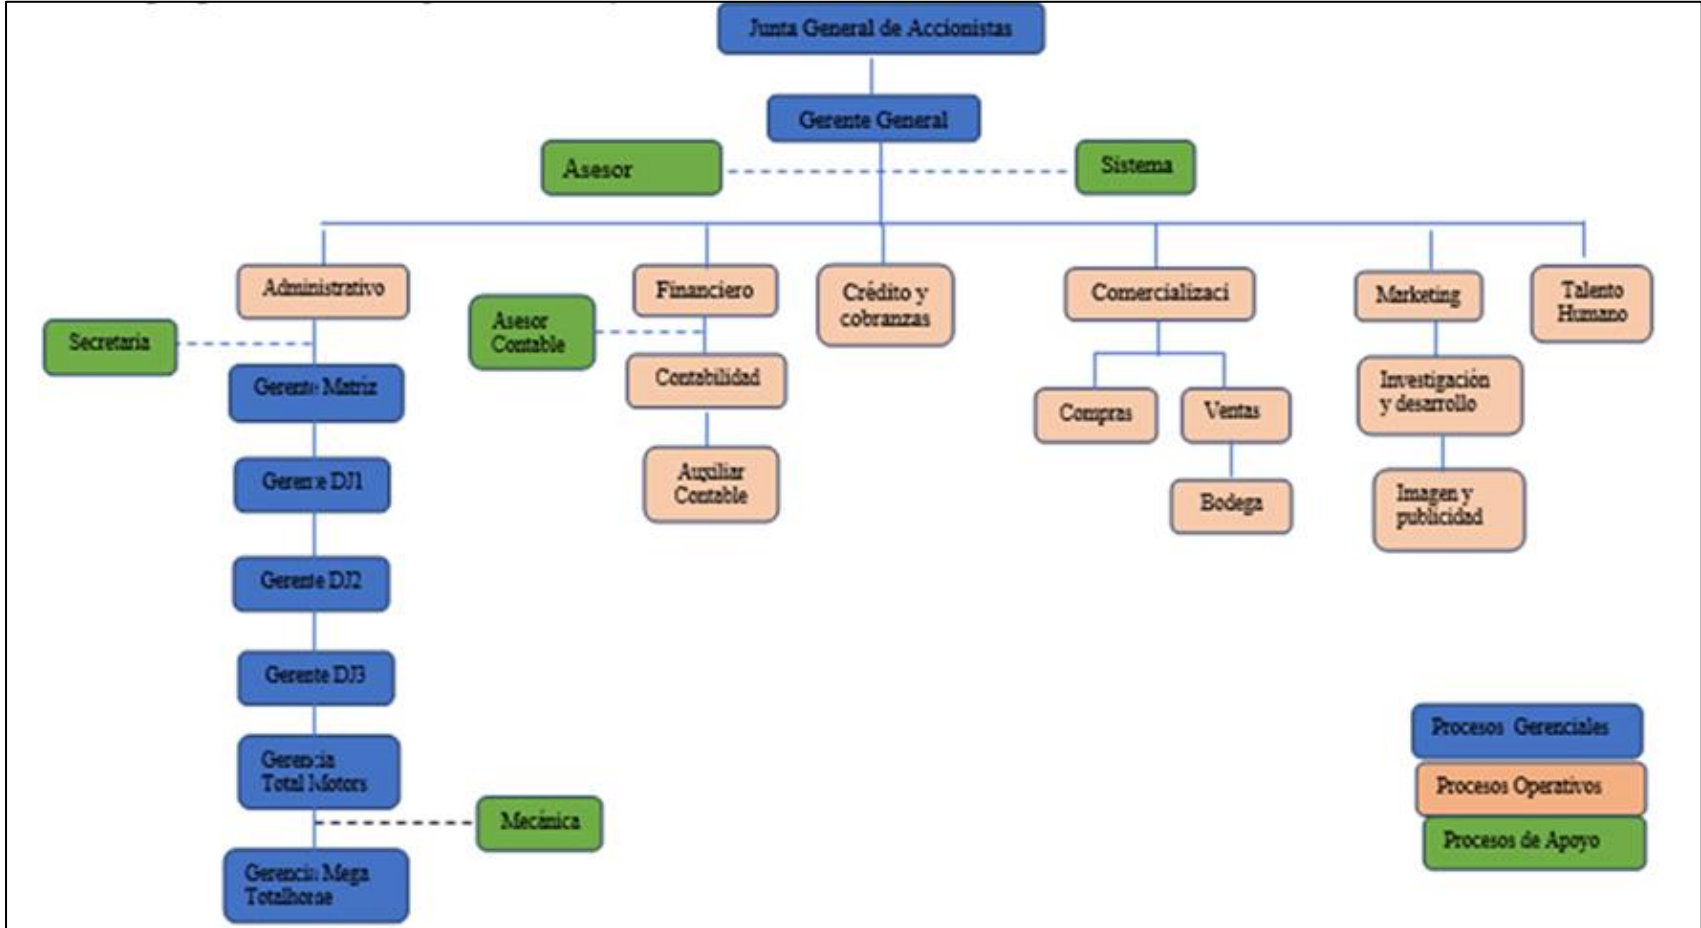 Junta General de Accionistas
Gerente General
Asesor
Sistema
Administrativo
Financiero
Crédito y
cobranzas
Comercializaci
Marketing
Talento
Humano
Secretaria
Asesor
Contable
Gerente Matriz
Contabilidad
Investigación
y desarrollo
Compras
Ventas
Gerente DJ1
Auxiliar
Contable
Bodega
Imagen y
publicidad
Gerente DJ2
Gerente DJ3
Gerencia
Total Motors
Mecánica
Gerencia Mega
Totalhome
Procesos Gerenciales
Procesos Operativos
Procesos de Apoyo